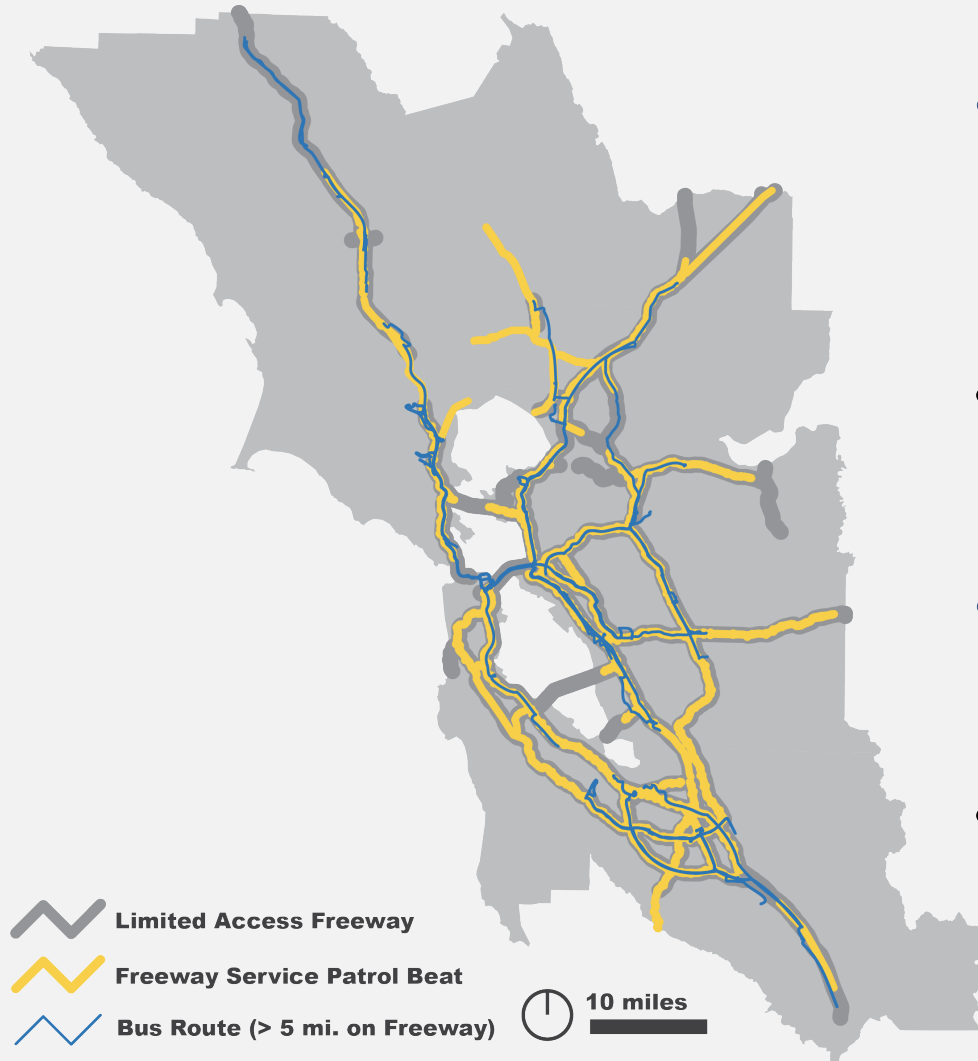 Limited Access Freeway
Freeway Service Patrol Beat
Bus Route (> 5 mi. on Freeway)
10 miles